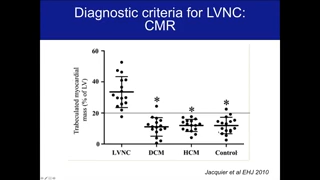 Diagnostic criteria for LVNC:
CMR
Trabeculated myocardial
mass (% of LV)
60
40
20
0
* * *
LVNC DCM HCM Control
Jacquier et al EHJ 2010